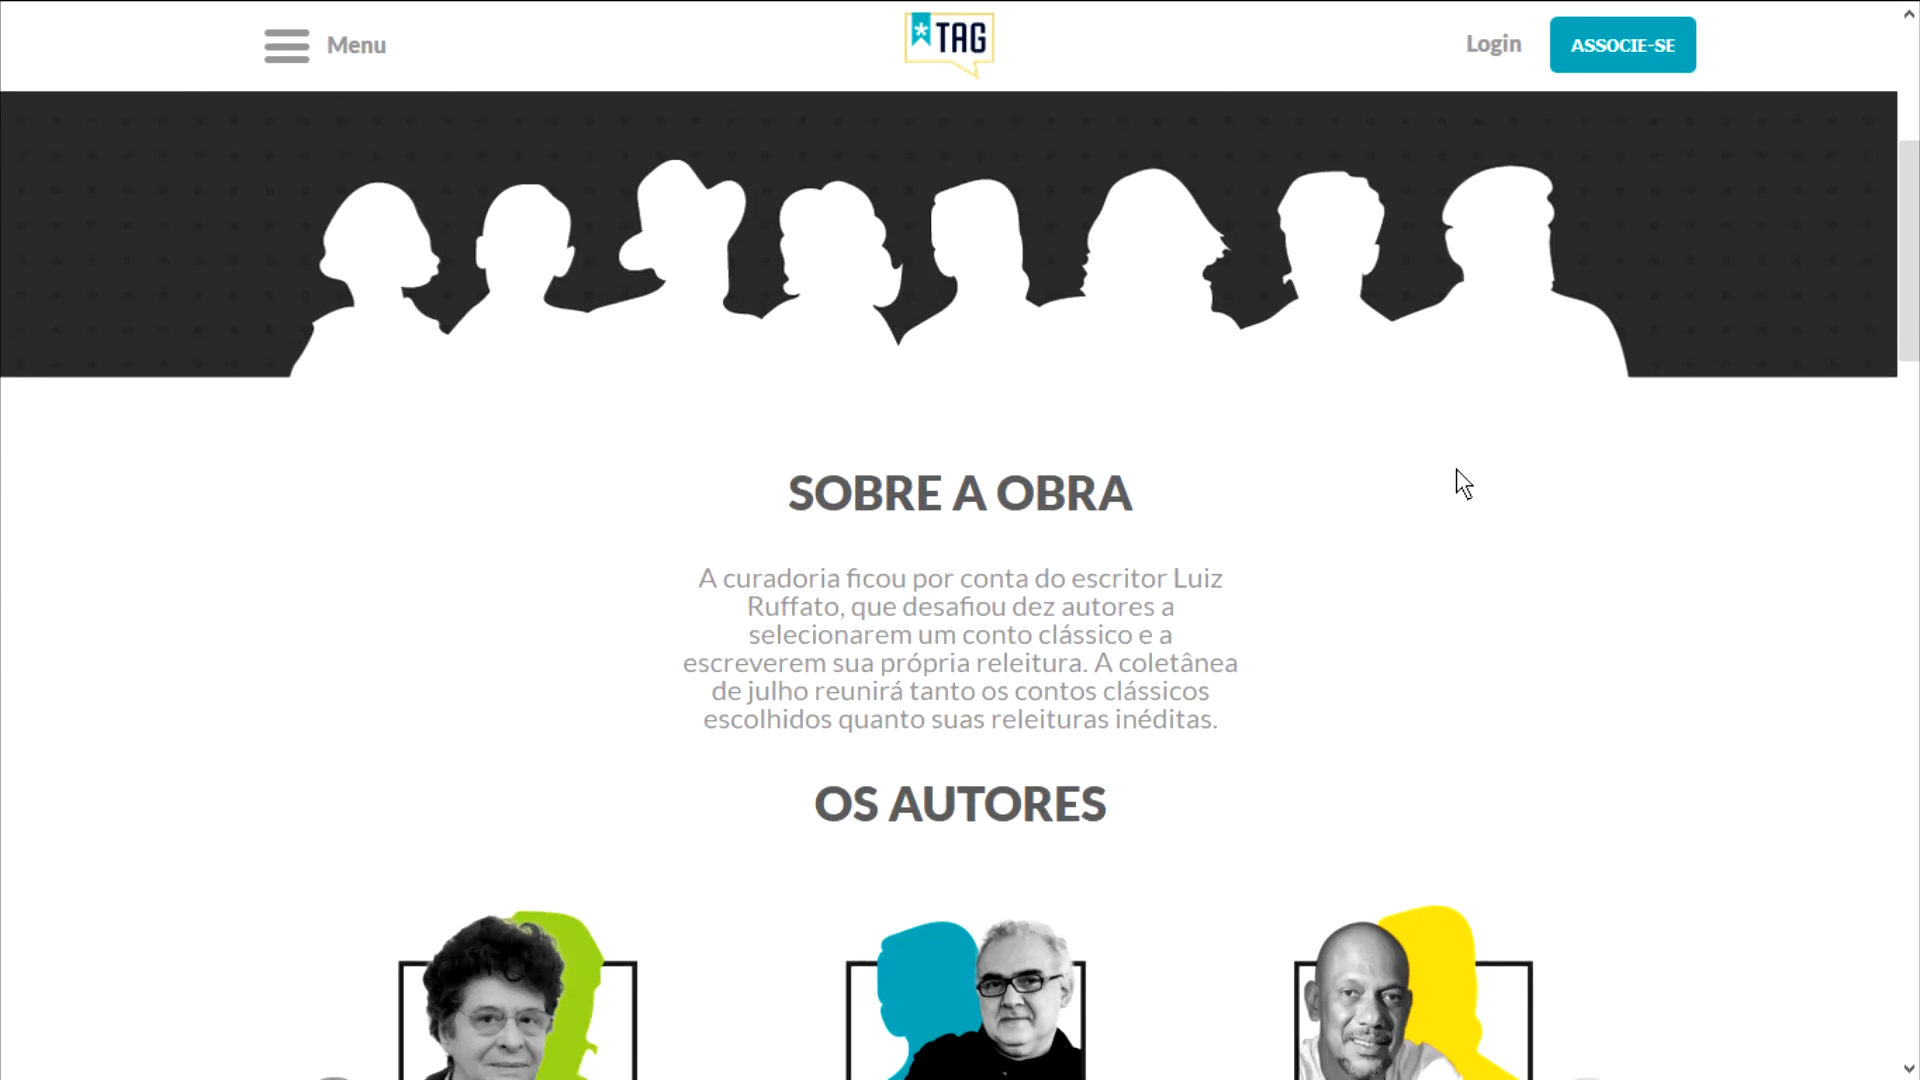 Menu
*TAG
Login
ASSOCIE-SE
SOBRE A OBRA
A curadoria ficou por conta do escritor Luiz
Ruffato, que desafiou dez autores a
selecionarem um conto clássico e a
escreverem sua própria releitura. A coletânea
de julho reunirá tanto os contos clássicos
escolhidos quanto suas releituras inéditas.
OS AUTORES